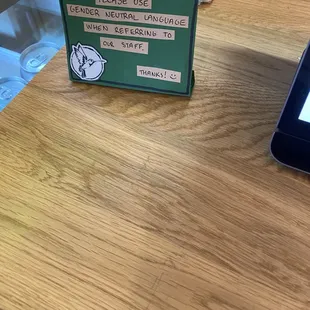 PLEASE USE
GENDER NEUTRAL LANGUAGE
WHEN REFERRING TO
OUR STAFF.
THANKS! :)